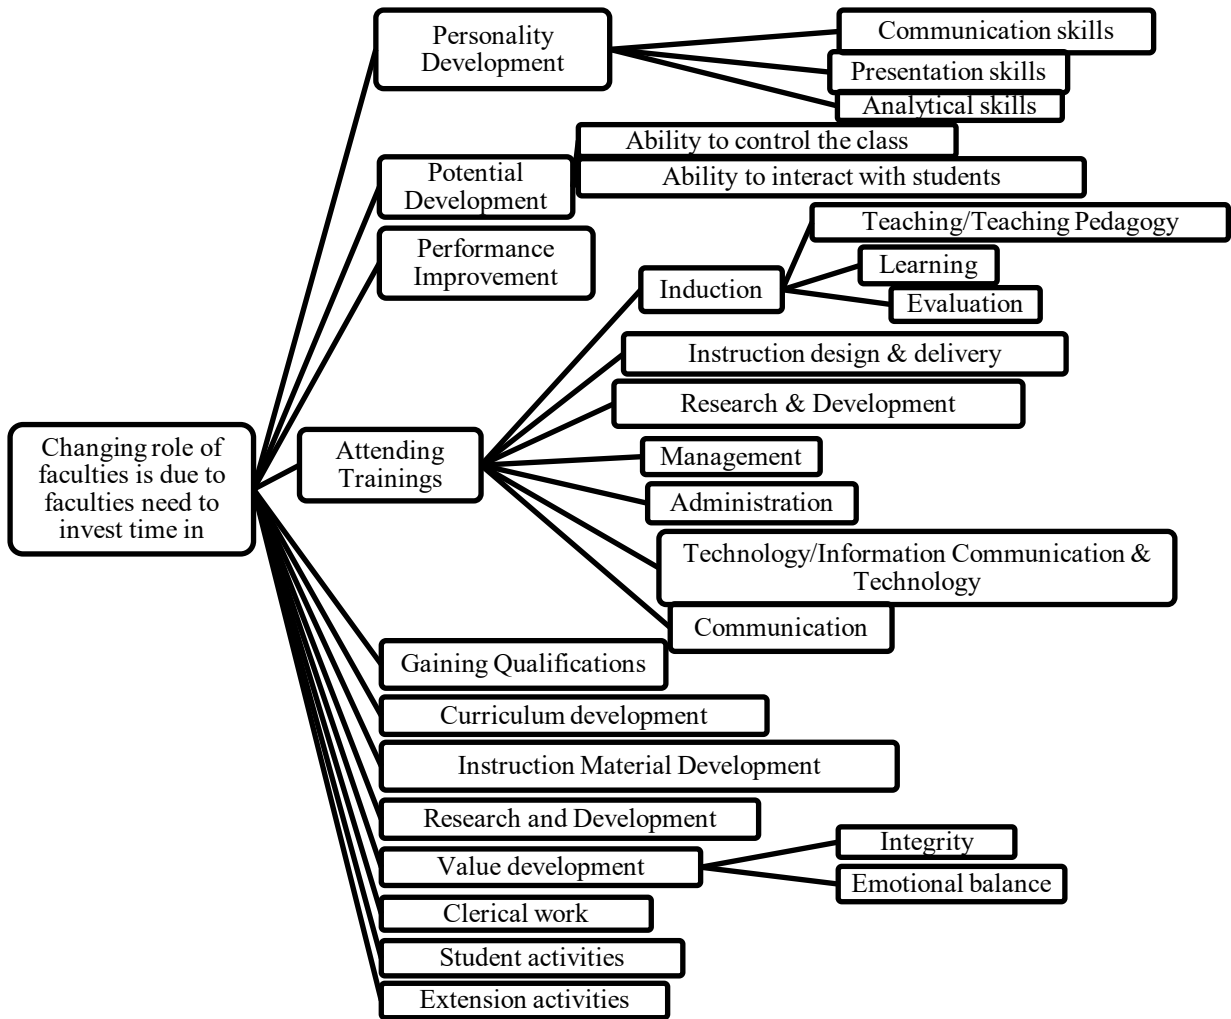 Personality
Development
Communication skills
Presentation skills
Analytical skills
Potential
Development
Ability to control the class
Ability to interact with students
Performance
Improvement
Changing role of
faculties is due to
faculties need to
invest time in
Attending
Trainings
Induction
Teaching/Teaching Pedagogy
Learning
Evaluation
Instruction design & delivery
Research & Development
Management
Administration
Technology/Information Communication &
Technology
Communication
Gaining Qualifications
Curriculum development
Instruction Material Development
Research and Development
Value development
Integrity
Emotional balance
Clerical work
Student activities
Extension activities